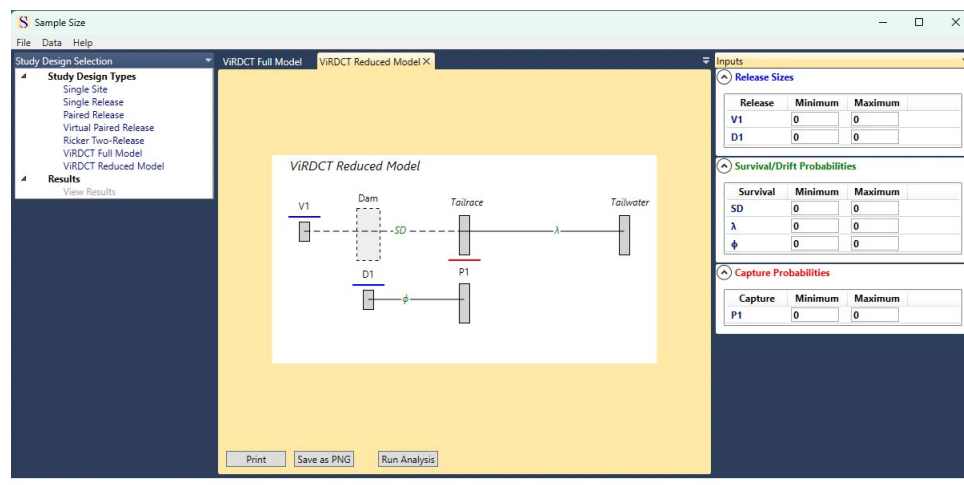 S Sample Size
File Data Help
Study Design Selection
Study Design Types
Single Site
Single Release
Paired Release
Virtual Paired Release
Ricker Two-Release
ViRDCT Full Model
ViRDCT Reduced Model
Results
View Results
ViRDCT Full Model ViRDCT Reduced Model
ViRDCT Reduced Model
V1 Dam Tailrace Tailwater
SD λ
D1 P1
ϕ
Print Save as PNG Run Analysis
Inputs
Release Sizes
Release Minimum Maximum
V1 0 0
D1 0 0
Survival/Drift Probabilities
Survival Minimum Maximum
SD 0 0
λ 0 0
ϕ 0 0
Capture Probabilities
Capture Minimum Maximum
P1 0 0